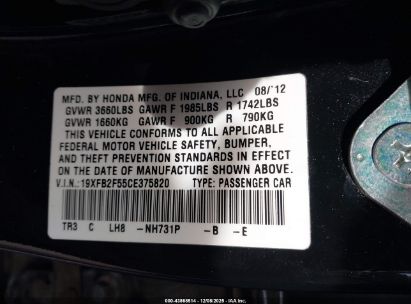 MFD. BY HONDA MFG. OF INDIANA, LLC 08/'12
GVWR 3660LBS GAWR F 1985LBS R 1742LBS
GVWR 1660KG GAWR F 900KG R 790KG
THIS VEHICLE CONFORMS TO ALL APPLICABLE
FEDERAL MOTOR VEHICLE SAFETY, BUMPER,
AND THEFT PREVENTION STANDARDS IN EFFECT
ON THE DATE OF MANUFACTURE SHOWN ABOVE.
V.I.N.: 19XFB2F55CE375820 TYPE: PASSENGER CAR
TR3 C LH8 -NH731P -B -E